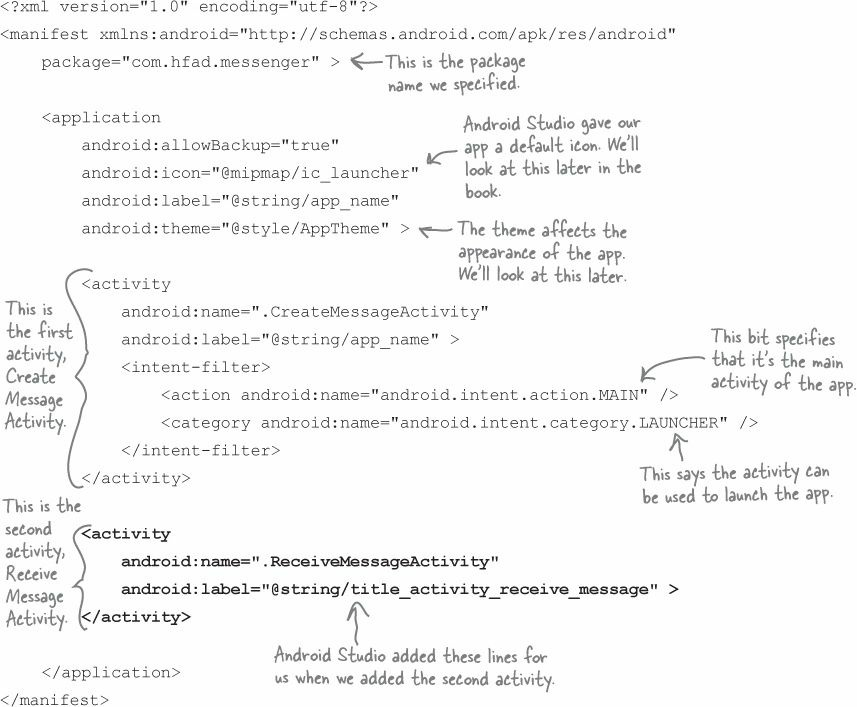 <?xml version="1.0" encoding="utf-8"?>
<manifest xmlns:android="http://schemas.android.com/apk/res/android"
package="com.hfad.messenger" >
This is the package
name we specified.
<application
android:allowBackup="true"
android:icon="@mipmap/ic_launcher"
android:label="@string/app_name"
android:theme="@style/AppTheme" >
Android Studio gave our
app a default icon. We'll
look at this later in the
book.
The theme affects the
appearance of the app.
We'll look at this later.
This is
the first
activity,
Create
Message
Activity.
<activity
android:name=".CreateMessageActivity"
android:label="@string/app_name" >
<intent-filter>
<action android:name="android.intent.action.MAIN" />
<category android:name="android.intent.category.LAUNCHER" />
</intent-filter>
</activity>
This bit specifies
that it's the main
activity of the app.
This says the activity can
be used to launch the app.
This is the
second
activity,
Receive
Message
Activity.
<activity
android:name=".ReceiveMessageActivity"
android:label="@string/title_activity_receive_message" >
</activity>
Android Studio added these lines for
us when we added the second activity.
</application>
</manifest>